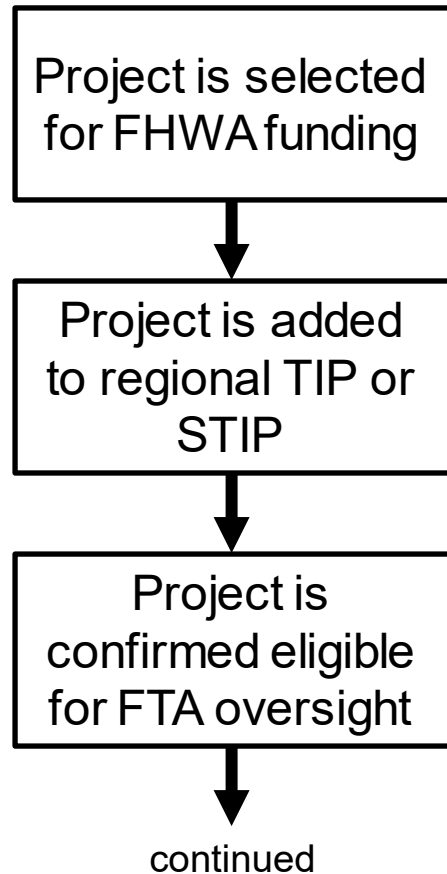 Project is selected
for FHWA funding
Project is added
to regional TIP or
STIP
Project is
confirmed eligible
for FTA oversight
continued